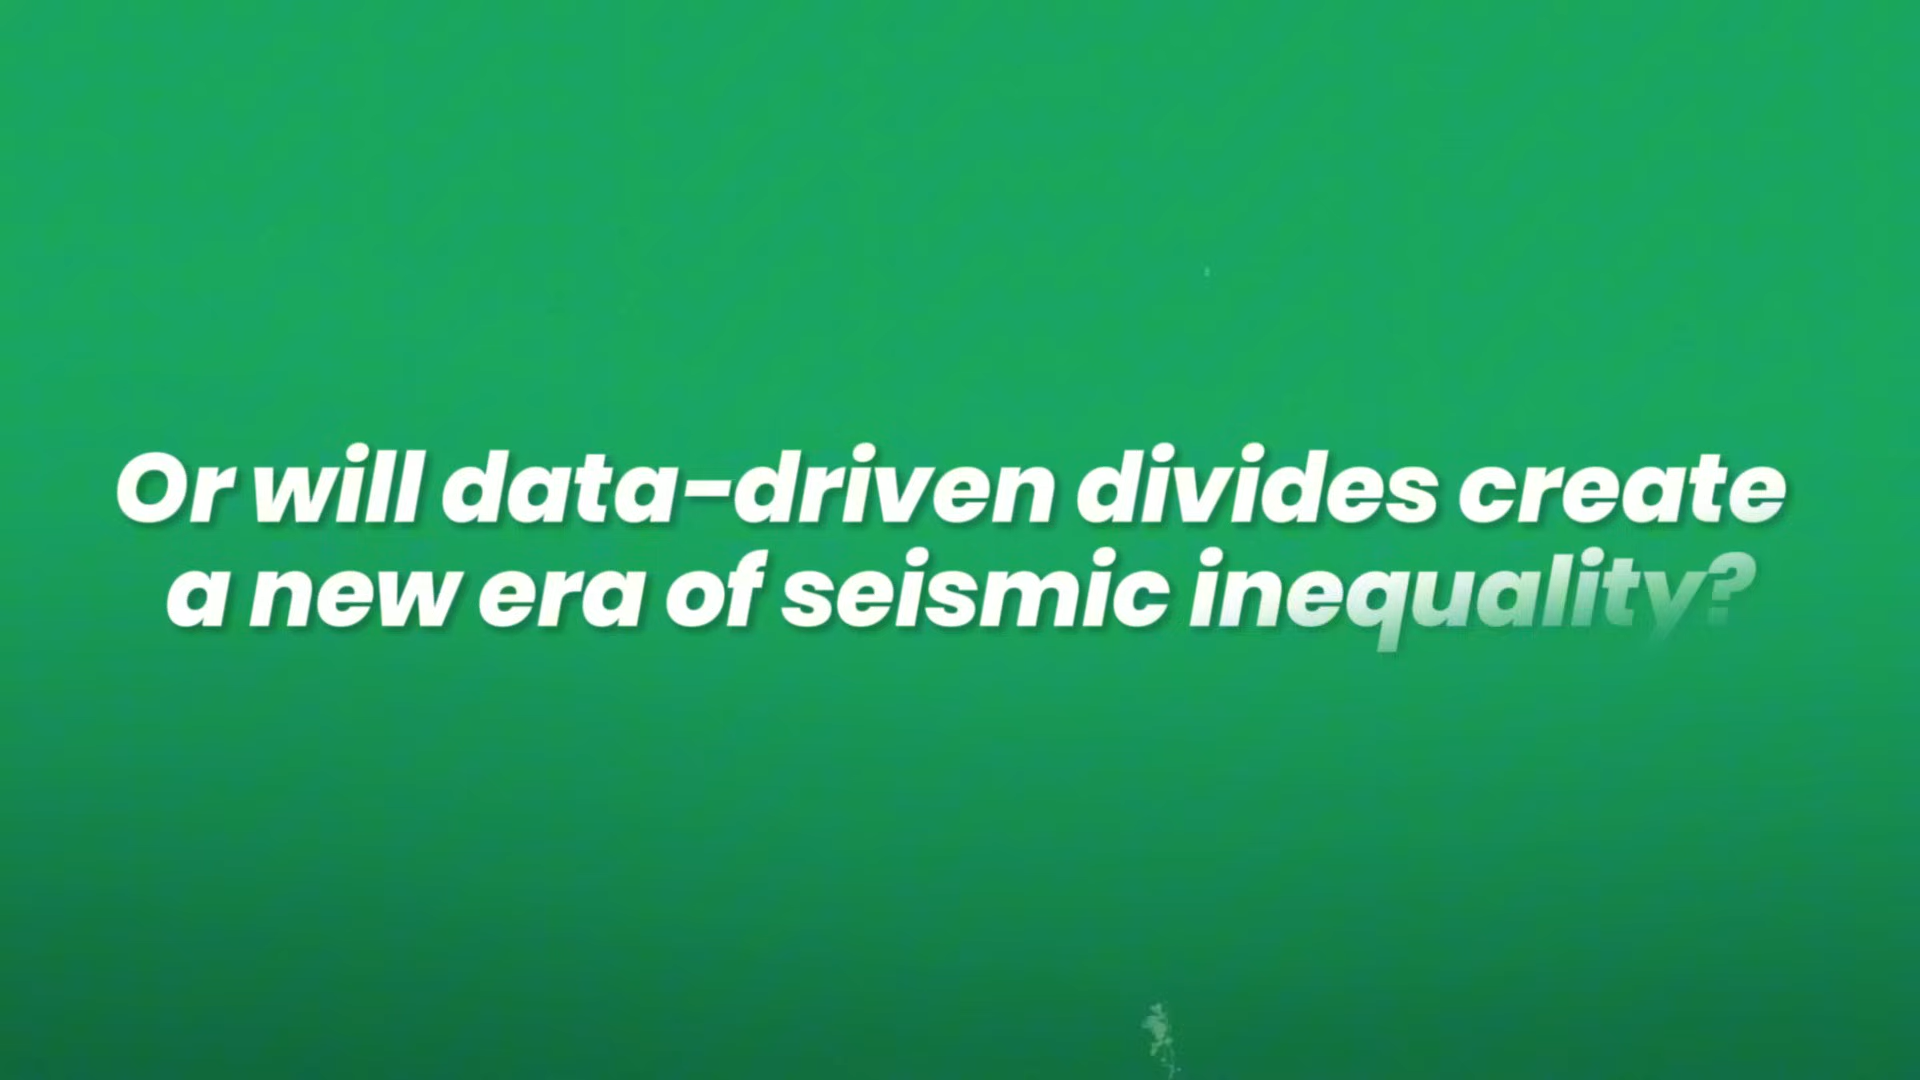 Or will data-driven divides create
a new era of seismic inequality?